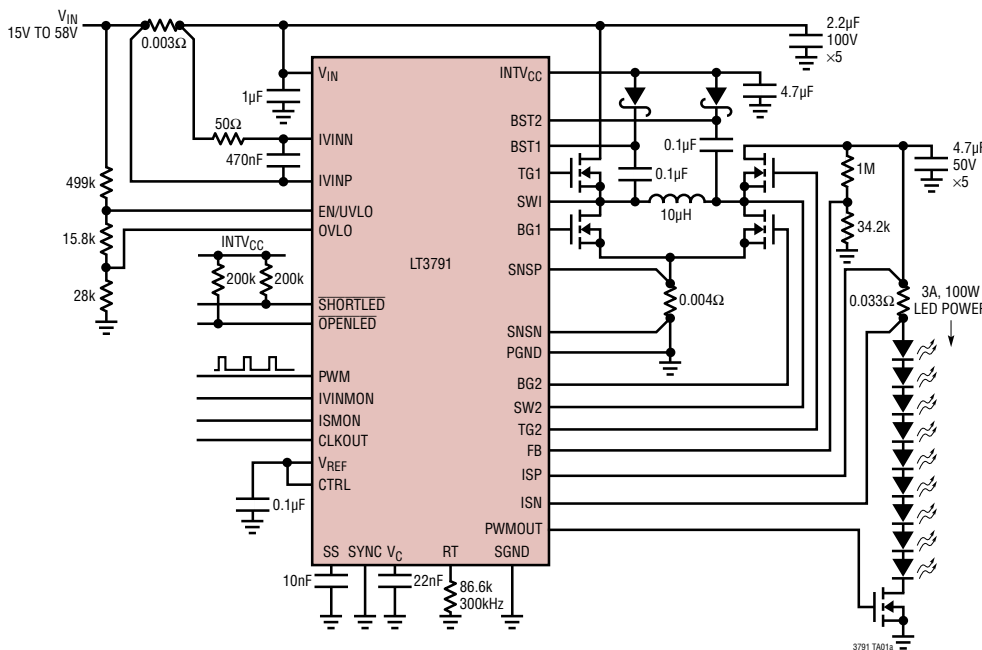 VIN
15V TO 58V
0.003Ω
2.2µF
100V
×5
VIN
INTVCC
1µF
4.7µF
BST2
50Ω
IVINN
BST1
0.1µF
4.7µF
50V
×5
470nF
TG1
0.1µF
1M
499k
IVINP
SWI
10µH
EN/UVLO
BG1
34.2k
15.8k
OVLO
INTVCC
LT3791
200k
200k
SNSP
28k
0.004Ω
0.033Ω
3A, 100W
LED POWER
SHORTLED
OPENLED
SNSN
PGND
PWM
BG2
IVINMON
SW2
ISMON
TG2
CLKOUT
FB
VREF
ISP
CTRL
0.1µF
ISN
PWMOUT
SS
SYNC
VC
RT
SGND
10nF
22nF
86.6k
300kHz
3791 TA01a